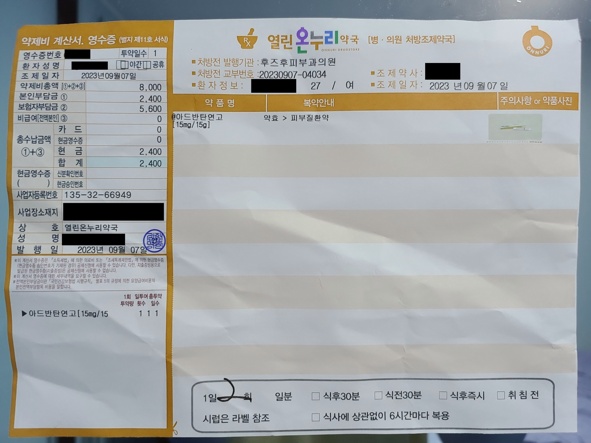 약제비 계산서, 영수증 (별지 제11호 서식)
영수증번호 투약일수 1
환자성명 야간 공휴
조제일자 2023년09월07일
약제비총액 ①+②+③ 8,000
본인부담금 ① 2,400
보험자부담금 ② 5,600
비급여(전액본인) ③ 0
총수납금액 ①+③
카드 0
현금영수증 0
현금 2,400
합계 2,400
현금영수증 ( )
신분확인번호
현금승인번호
사업자등록번호 135-32-66949
사업장소재지
상호 열린온누리약국
성명
발행일 2023년 09월 07일
1회 투약량 일투여 횟수 총투약 일수
▶아드반탄연고[15mg/15 1 1 1
열린온누리약국 [병·의원 처방조제약국]
ONNURI
처방전 발행기관 : 후즈후피부과의원
처방전 교부번호 : 20230907-04034
조제약사 :
환자정보 : 27 / 여
조제일자 : 2023년09월07일
약품명 복약안내 주의사항 or 약품사진
@아드반탄연고 약효 > 피부질환약
[15mg/15g]
1일 2회 일분 □식후30분 □식전30분 □식후즉시 □취침전
시럽은 라벨 참조 □식사에 상관없이 6시간마다 복용